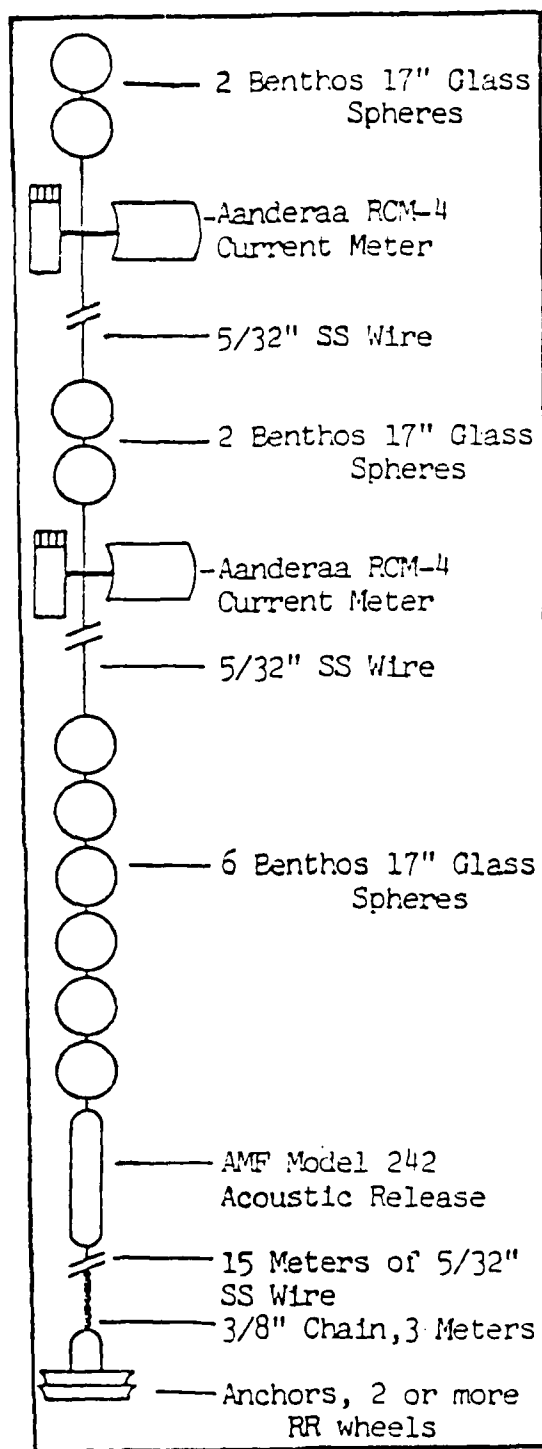 2 Benthos 17" Glass
Spheres
Aanderaa RCM-4
Current Meter
5/32" SS Wire
2 Benthos 17" Glass
Spheres
Aanderaa RCM-4
Current Meter
5/32" SS Wire
6 Benthos 17" Glass
Spheres
AMF Model 242
Acoustic Release
15 Meters of 5/32"
SS Wire
3/8" Chain, 3 Meters
Anchors, 2 or more
RR wheels